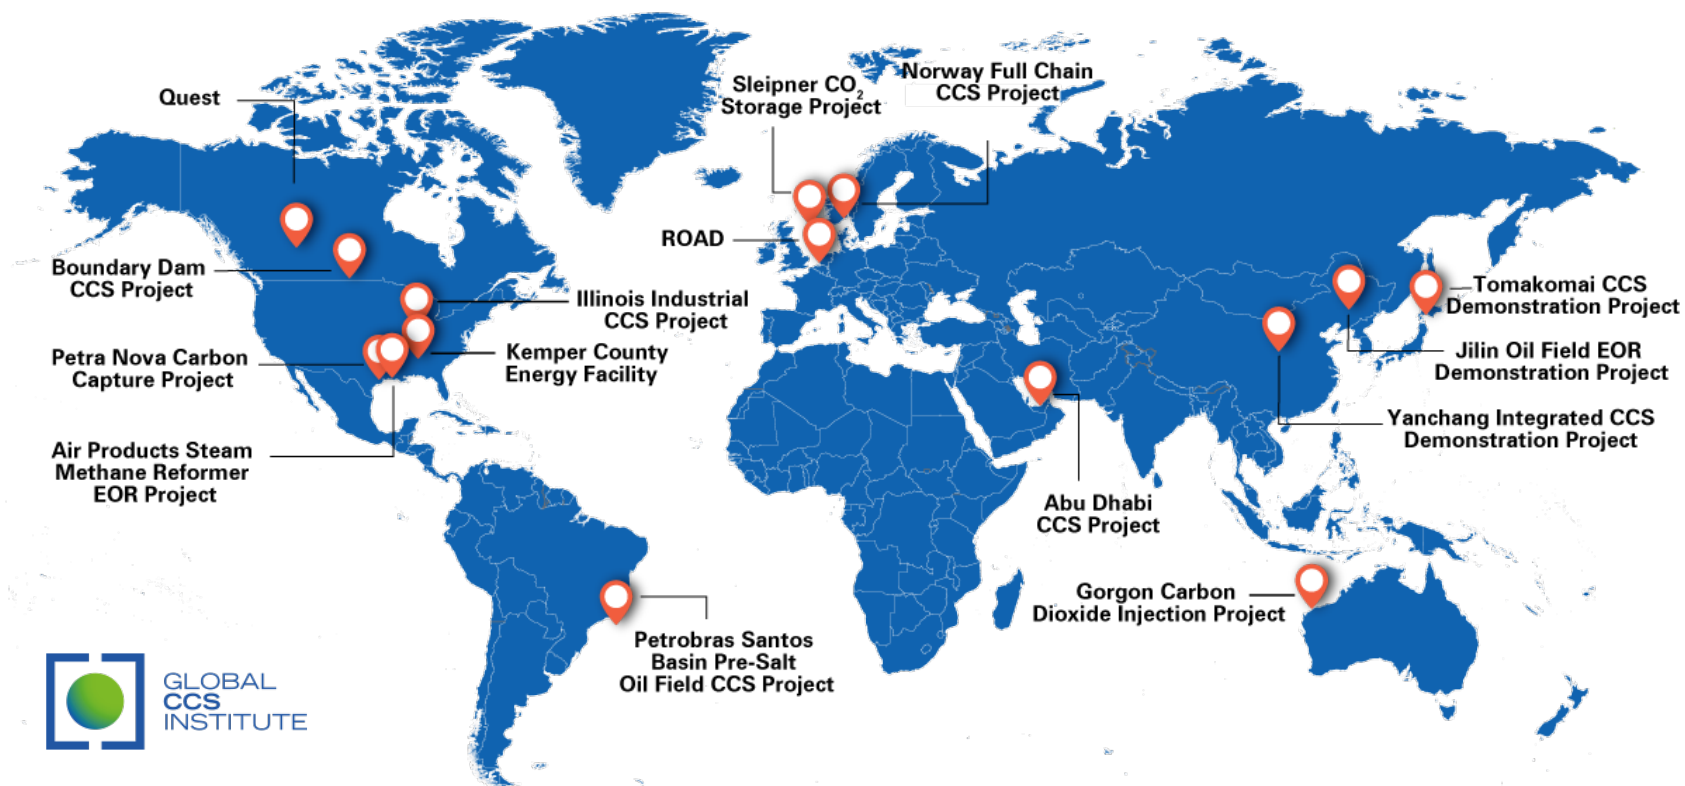 Quest
Sleipner CO₂
Storage Project
Norway Full Chain
CCS Project
ROAD
Boundary Dam
CCS Project
Illinois Industrial
CCS Project
Tomakomai CCS
Demonstration Project
Petra Nova Carbon
Capture Project
Kemper County
Energy Facility
Jilin Oil Field EOR
Demonstration Project
Yanchang Integrated CCS
Demonstration Project
Air Products Steam
Methane Reformer
EOR Project
Abu Dhabi
CCS Project
Gorgon Carbon
Dioxide Injection Project
Petrobras Santos
Basin Pre-Salt
Oil Field CCS Project
GLOBAL
CCS
INSTITUTE